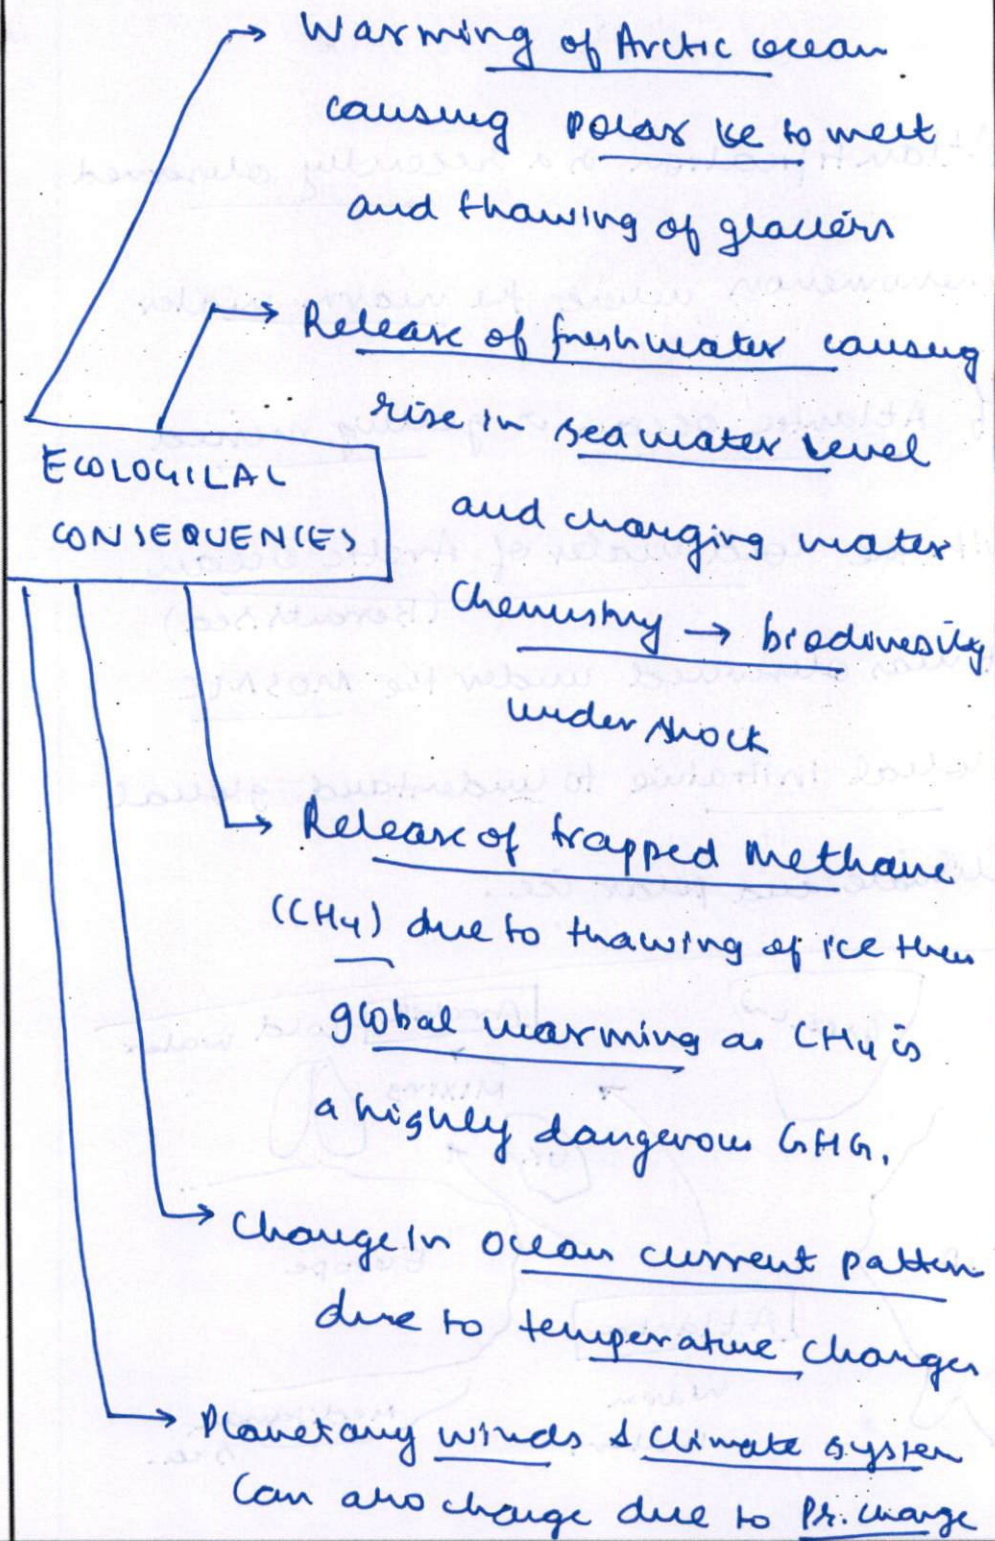 Warming of Arctic ocean
causing polar ice to melt
and thawing of glaciers
Release of freshwater causing
rise in sea water level
and changing water
chemistry → biodiversity
under shock
ECOLOGICAL
CONSEQUENCES
Release of trapped Methane
(CH4) due to thawing of ice then
global warming as CH4 is
a highly dangerous GHG.
Change in ocean current pattern
due to temperature changes
Planetary winds & climate system
can also change due to Pr. change